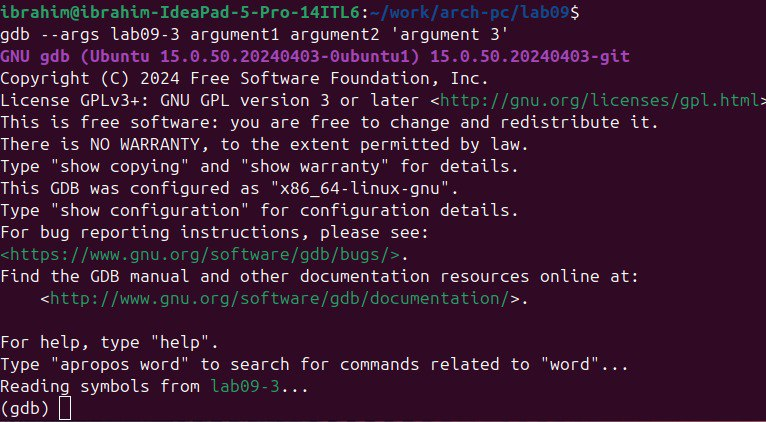 ibrahim@ibrahim-IdeaPad-5-Pro-14ITL6:~/work/arch-pc/lab09$
gdb --args lab09-3 argument1 argument2 'argument 3'
GNU gdb (Ubuntu 15.0.50.20240403-0ubuntu1) 15.0.50.20240403-git
Copyright (C) 2024 Free Software Foundation, Inc.
License GPLv3+: GNU GPL version 3 or later <http://gnu.org/licenses/gpl.html>
This is free software: you are free to change and redistribute it.
There is NO WARRANTY, to the extent permitted by law.
Type "show copying" and "show warranty" for details.
This GDB was configured as "x86_64-linux-gnu".
Type "show configuration" for configuration details.
For bug reporting instructions, please see:
<https://www.gnu.org/software/gdb/bugs/>.
Find the GDB manual and other documentation resources online at:
    <http://www.gnu.org/software/gdb/documentation/>.

For help, type "help".
Type "apropos word" to search for commands related to "word"...
Reading symbols from lab09-3...
(gdb)